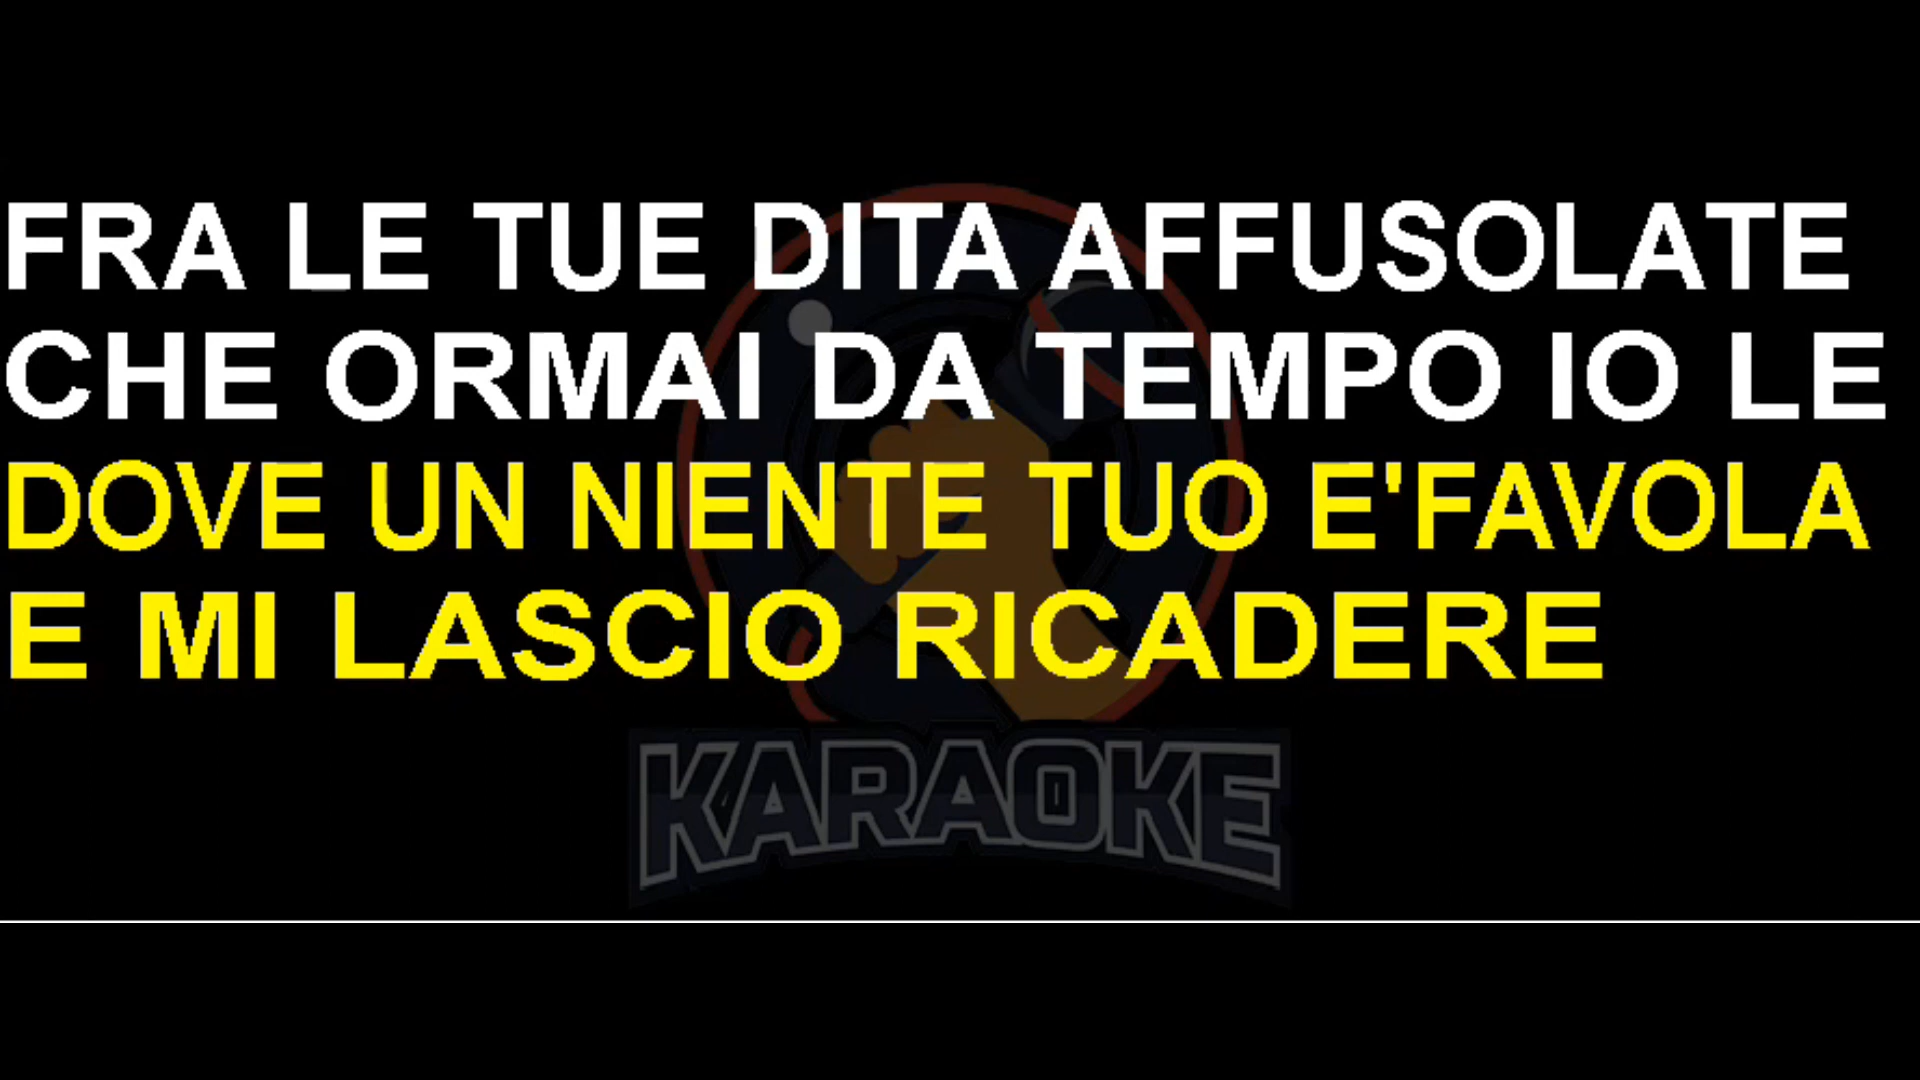 FRA LE TUE DITA AFFUSOLATE
CHE ORMAI DA TEMPO IO LE
DOVE UN NIENTE TUO E'FAVOLA
E MI LASCIO RICADERE
KARAOKE